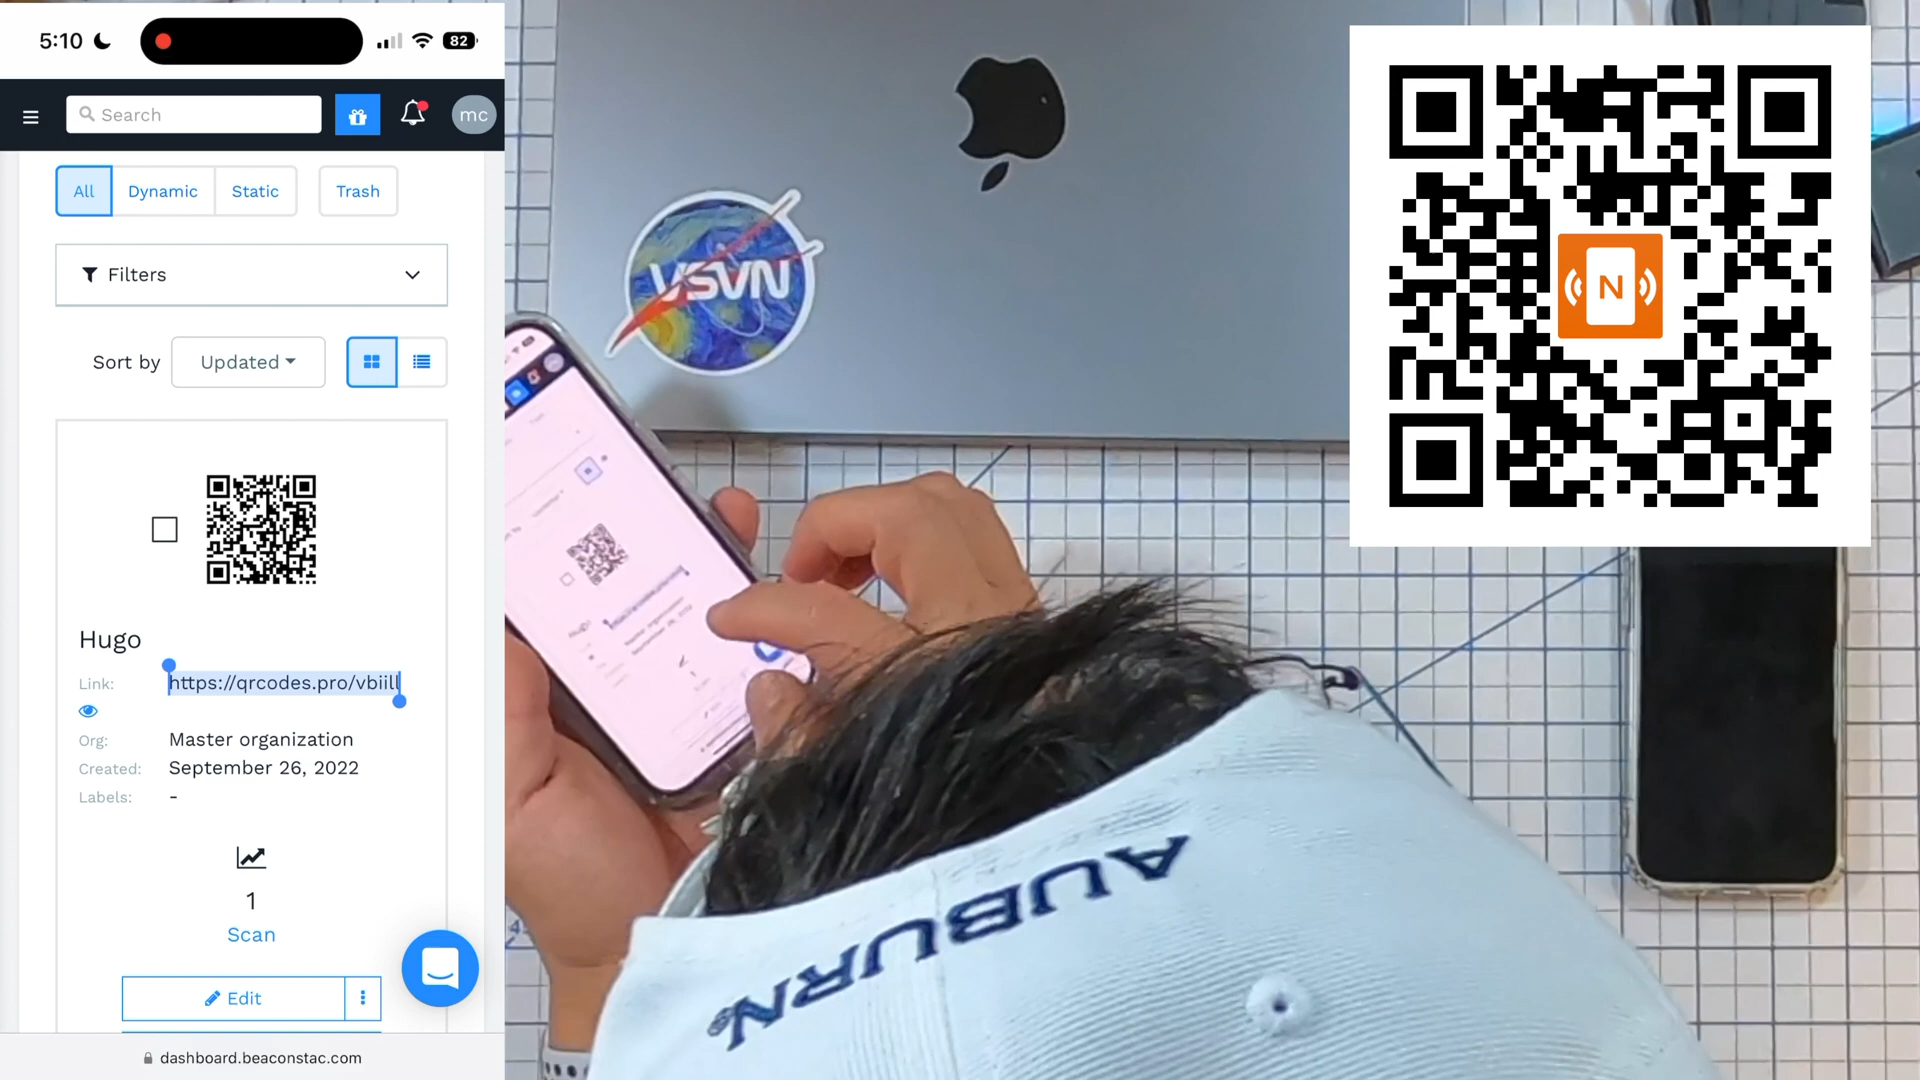 5:10
82
Search
mc
All
Dynamic
Static
Trash
Filters
Sort by
Updated
Hugo
Link:
https://qrcodes.pro/vbiill
Org:
Master organization
Created:
September 26, 2022
Labels:
-
1
Scan
Edit
dashboard.beaconstac.com
VSVN
N
AUBURN®